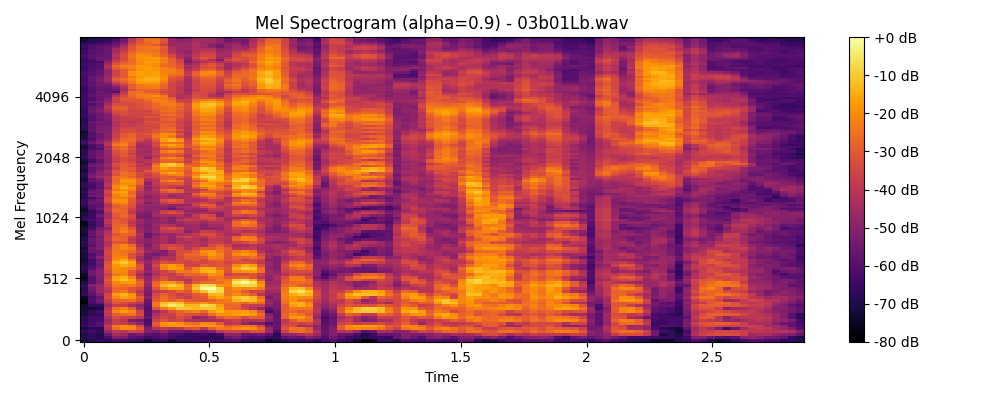 Mel Spectrogram (alpha=0.9) - 03b01Lb.wav
Mel Frequency
4096
2048
1024
512
0
0
0.5
1
1.5
2
2.5
Time
+0 dB
-10 dB
-20 dB
-30 dB
-40 dB
-50 dB
-60 dB
-70 dB
-80 dB